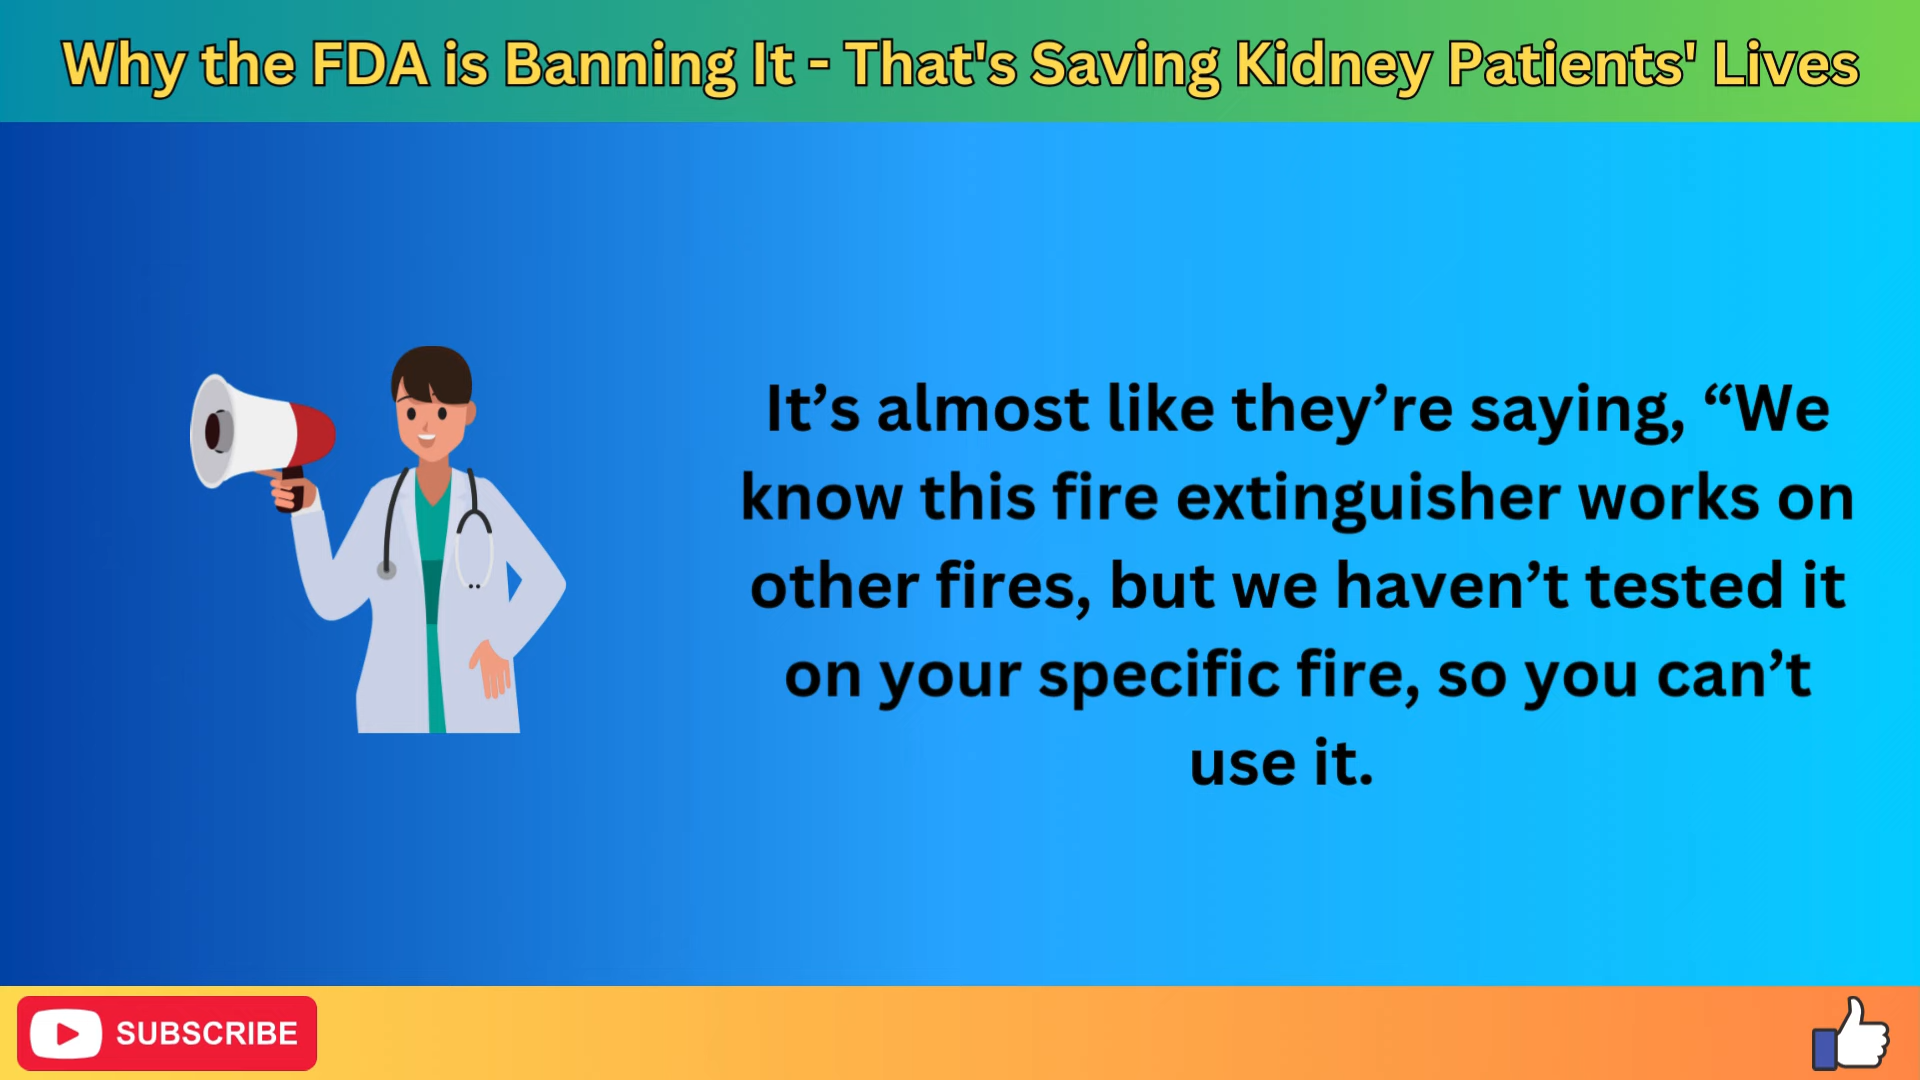 Why the FDA is Banning It - That's Saving Kidney Patients' Lives
It’s almost like they’re saying, “We
know this fire extinguisher works on
other fires, but we haven’t tested it
on your specific fire, so you can’t
use it.
SUBSCRIBE